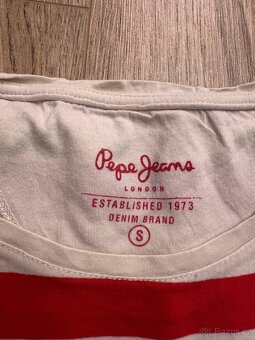 Pepe Jeans
LONDON
ESTABLISHED 1973
DENIM BRAND
S